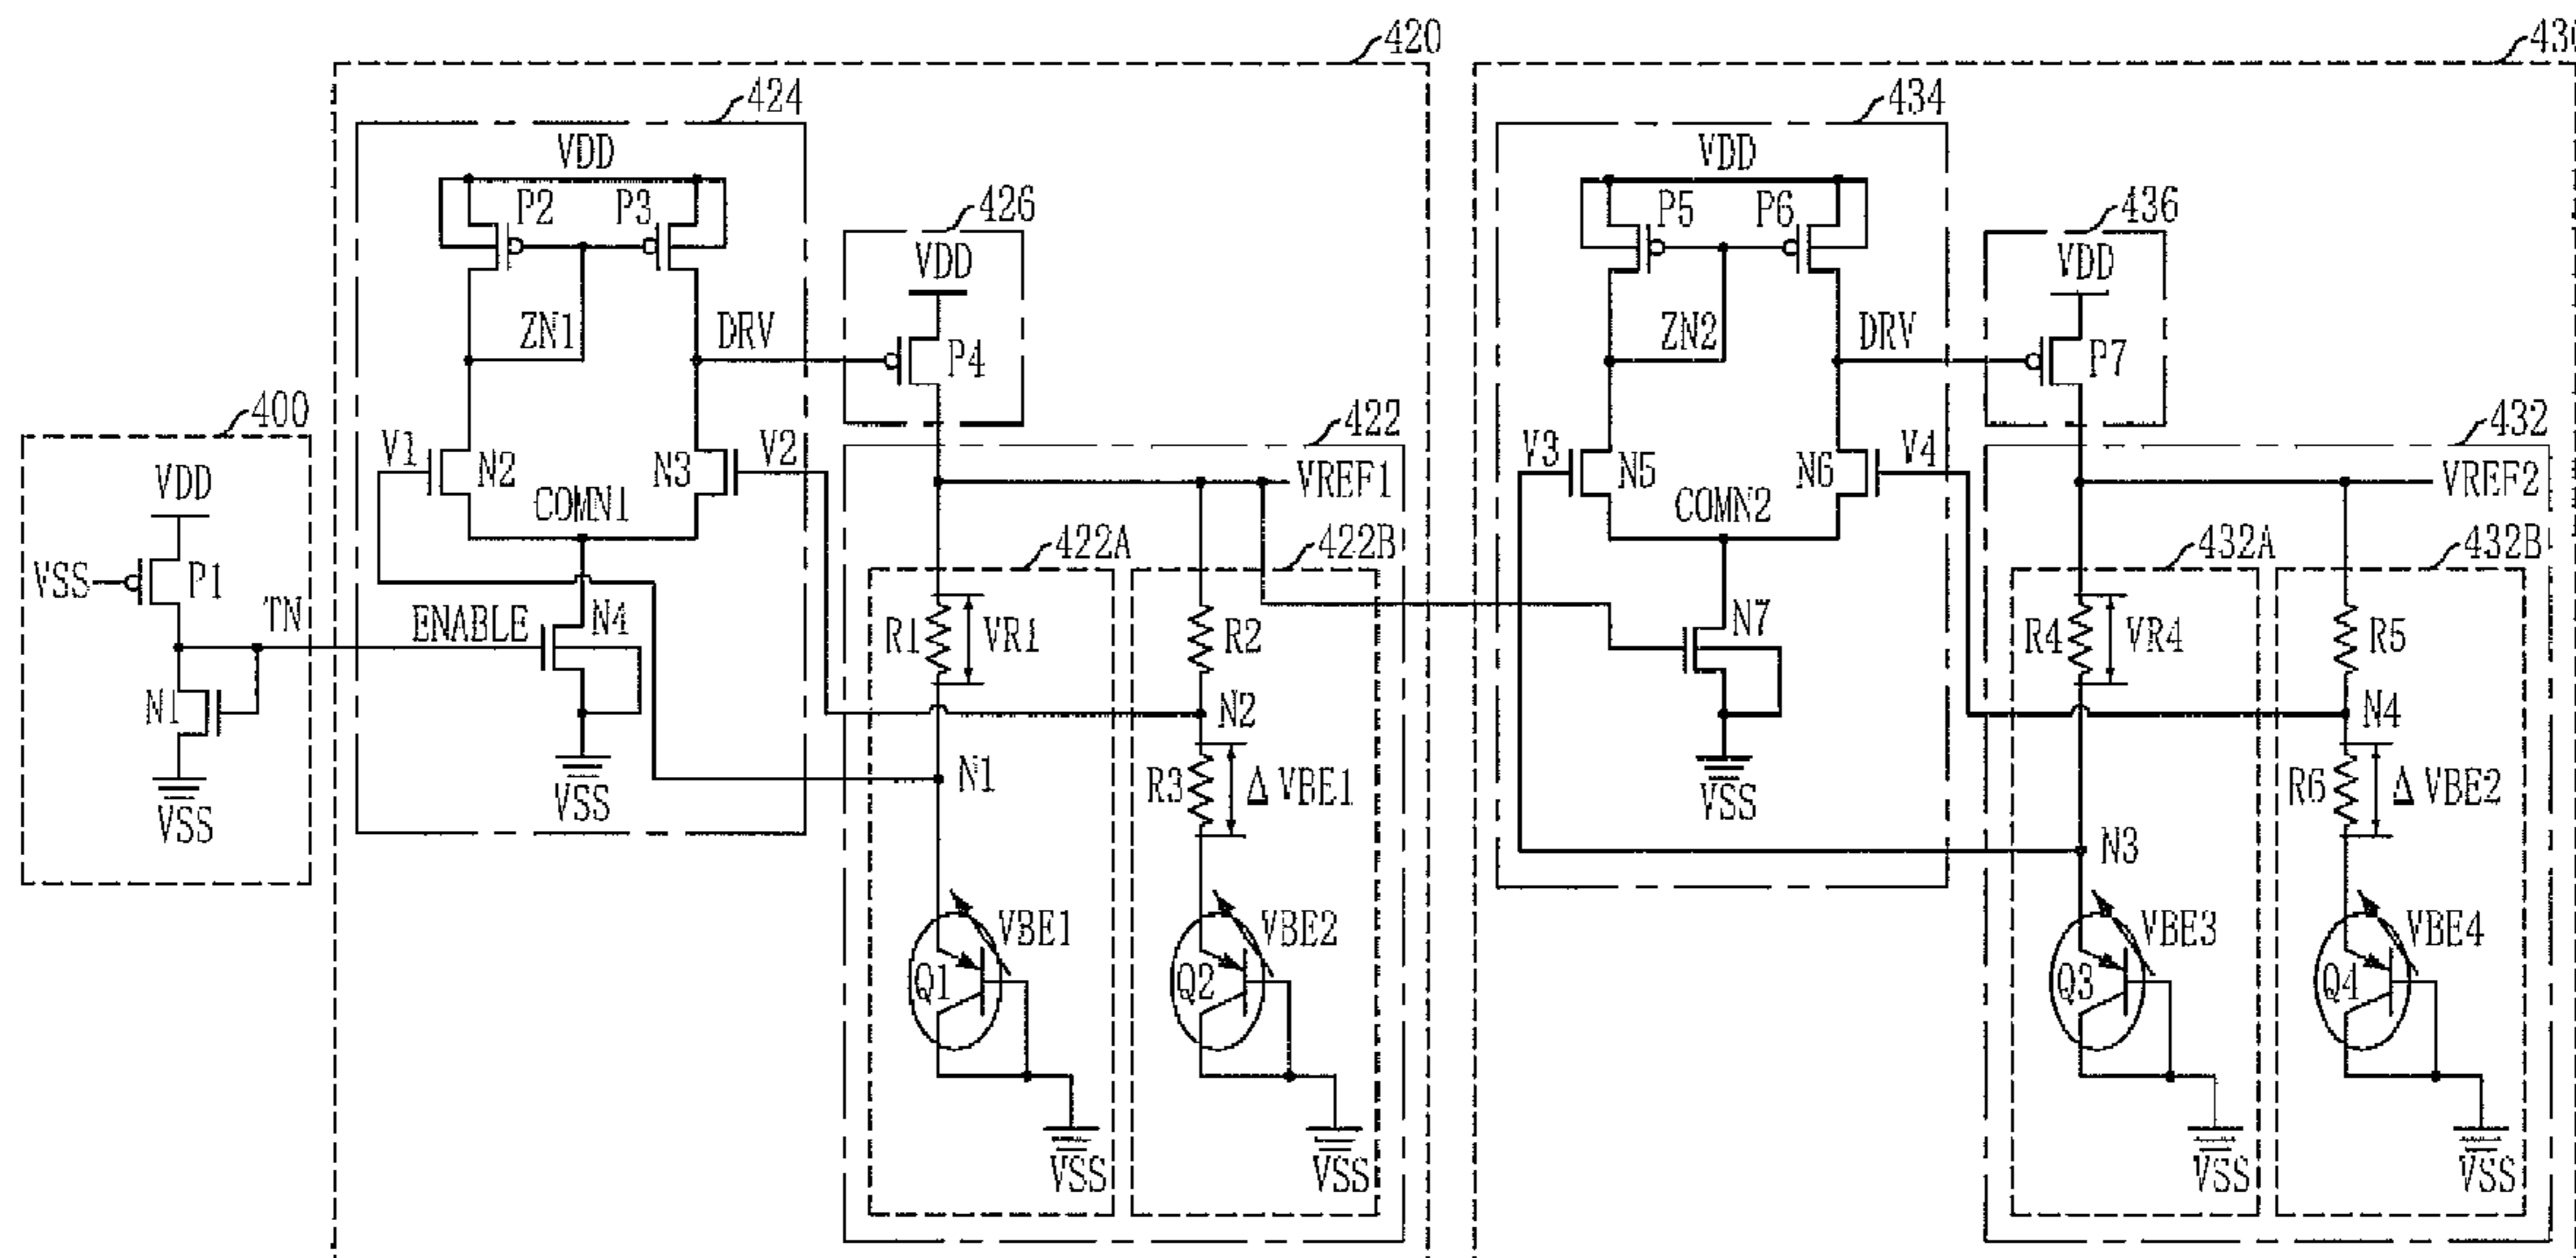 420
430
424
434
VDD
VDD
P2
P3
P5
P6
426
436
VDD
VDD
ZN1
DRV
P4
ZN2
DRV
P7
400
422
432
V1
N2
N3
V2
V3
N5
N6
V4
VDD
COMN1
VREF1
COMN2
VREF2
422A
422B
432A
432B
VSS
P1
TN
ENABLE
N4
R1
VR1
R2
N7
R4
VR4
R5
N1
N2
N4
VSS
VSS
N1
R3
Δ VBE1
VSS
N3
R6
Δ VBE2
VBE1
VBE2
VBE3
VBE4
Q1
Q2
Q3
Q4
VSS
VSS
VSS
VSS